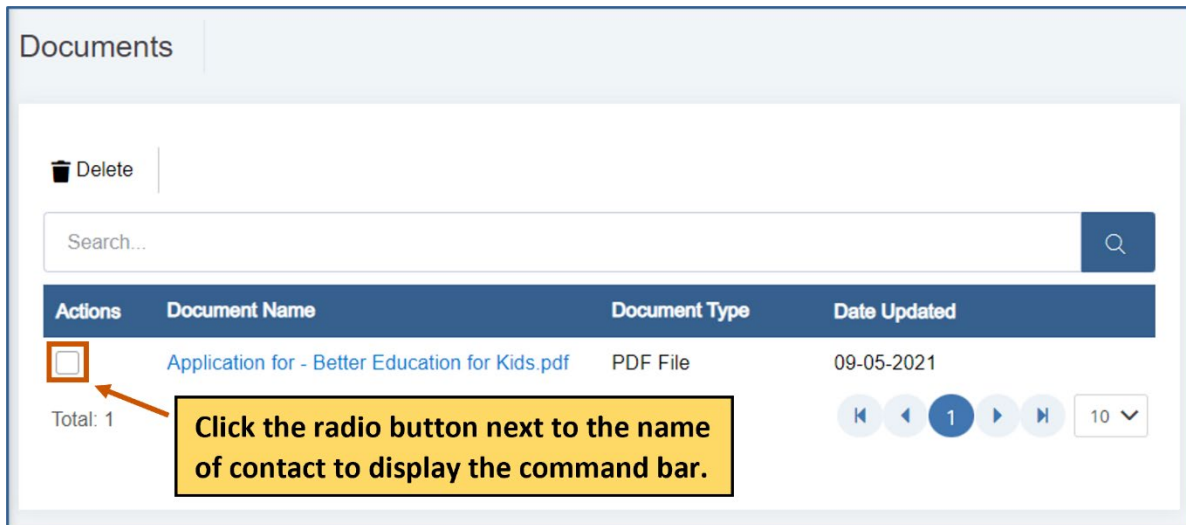 Documents
Delete
Search...
Actions Document Name Document Type Date Updated
Application for - Better Education for Kids.pdf PDF File 09-05-2021
Total: 1 1 10
Click the radio button next to the name
of contact to display the command bar.